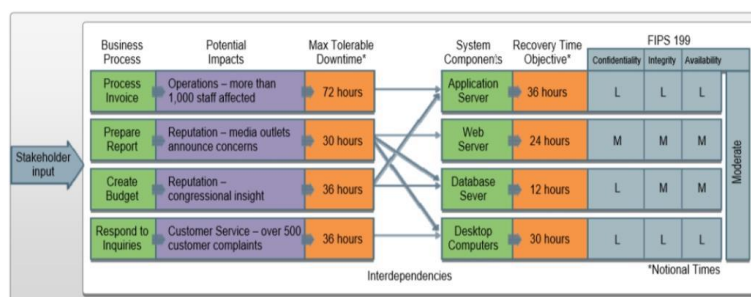 Business
Process
Potential
Impacts
Max Tolerable
Downtime*
System
Components
Recovery Time
Objective*
FIPS 199
Confidentiality
Integrity
Availability
Process
Invoice
Operations – more than
1,000 staff affected
72 hours
Application
Server
36 hours
L
L
L
Prepare
Report
Reputation – media outlets
announce concerns
30 hours
Web
Server
24 hours
M
M
M
Stakeholder
input
Create
Budget
Reputation –
congressional insight
36 hours
Database
Sever
12 hours
L
M
M
Moderate
Respond to
Inquiries
Customer Service – over 500
customer complaints
36 hours
Desktop
Computers
30 hours
L
L
L
Interdependencies
*Notional Times